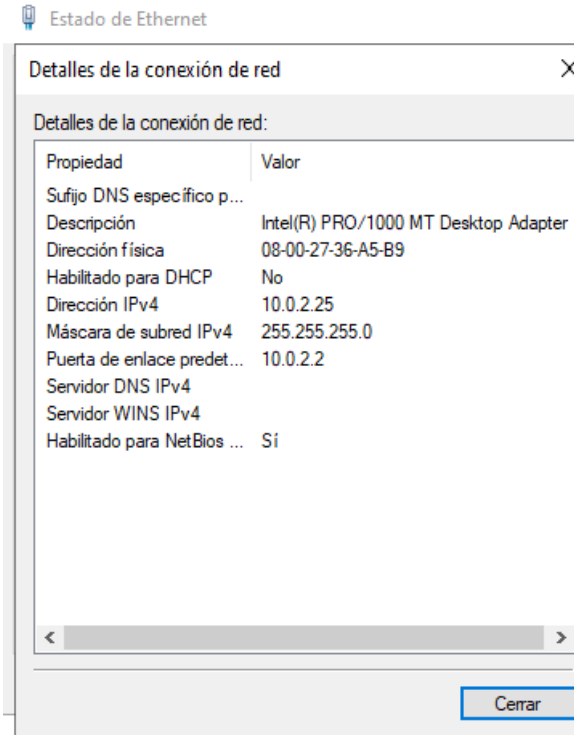 Estado de Ethernet
Detalles de la conexión de red
Detalles de la conexión de red:
Propiedad Valor
Sufijo DNS específico p...
Descripción Intel(R) PRO/1000 MT Desktop Adapter
Dirección física 08-00-27-36-A5-B9
Habilitado para DHCP No
Dirección IPv4 10.0.2.25
Máscara de subred IPv4 255.255.255.0
Puerta de enlace predet... 10.0.2.2
Servidor DNS IPv4
Servidor WINS IPv4
Habilitado para NetBios ... Sí
Cerrar